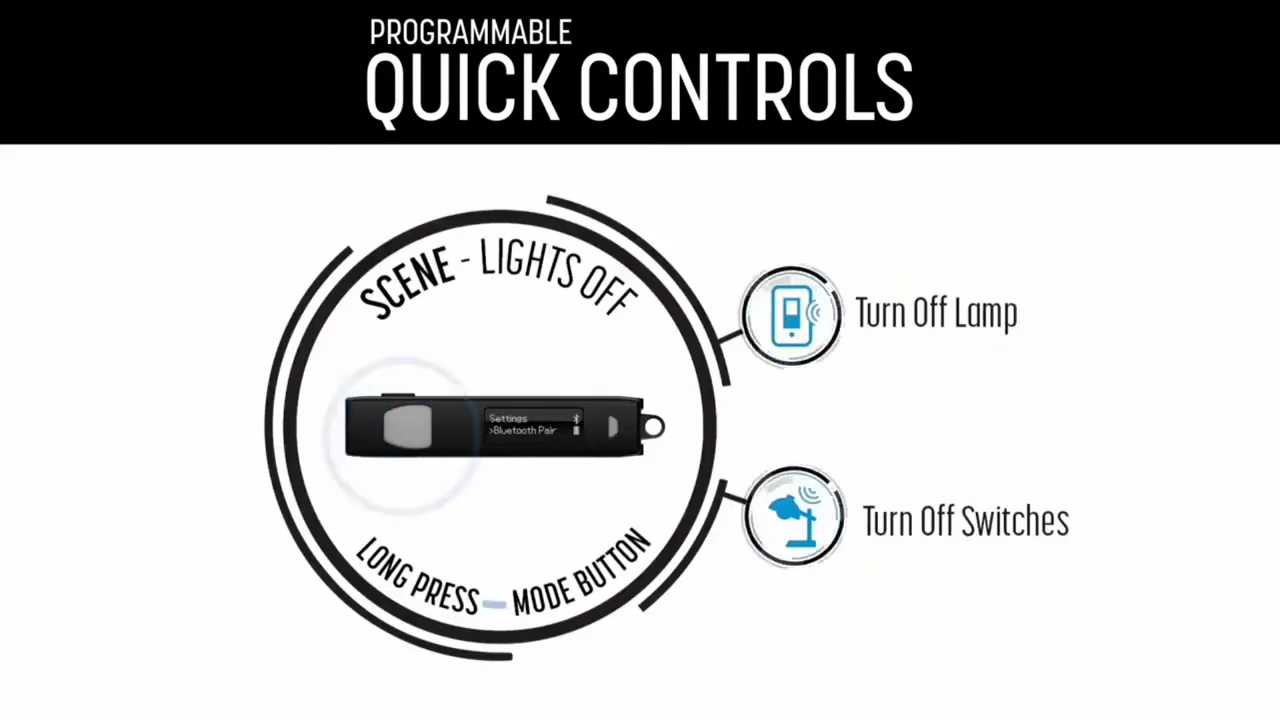 PROGRAMMABLE
QUICK CONTROLS
SCENE - LIGHTS OFF
Turn Off Lamp
Settings
>Bluetooth Pair
Turn Off Switches
LONG PRESS - MODE BUTTON